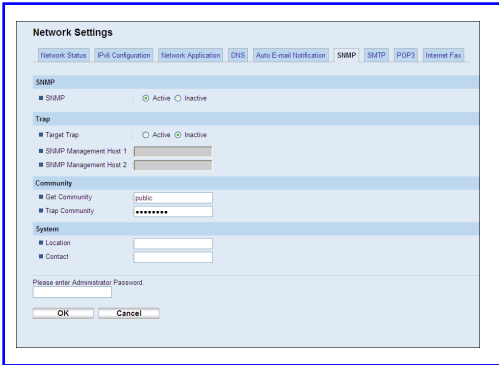 Network Settings
Network Status IPv6 Configuration Network Application DNS Auto E-mail Notification SNMP SMTP POP3 Internet Fax
SNMP
SNMP : Active Inactive
Trap
Target Trap : Active Inactive
SNMP Management Host 1 :
SNMP Management Host 2 :
Community
Get Community : public
Trap Community : ••••••••
System
Location :
Contact :
Please enter Administrator Password.
OK Cancel